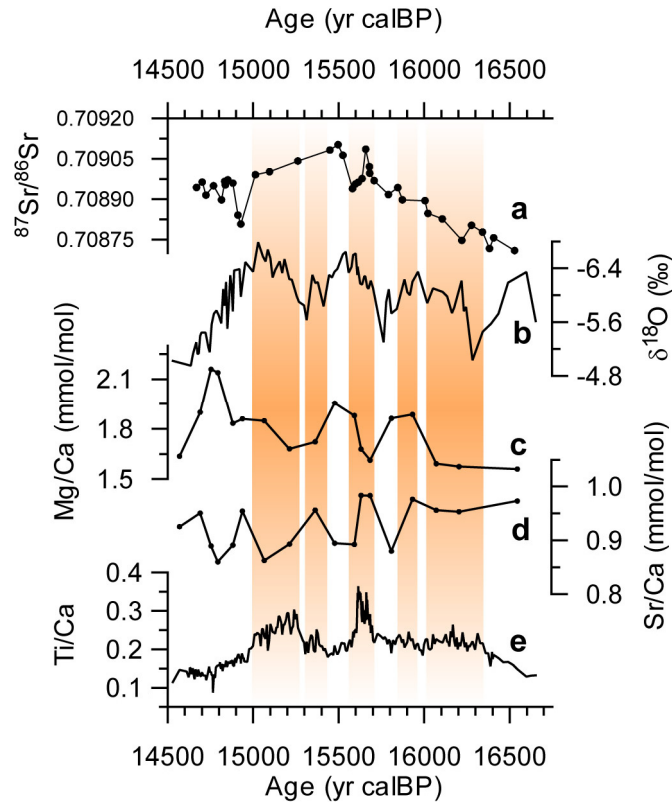 Age (yr calBP)
14500 15000 15500 16000 16500
87Sr/86Sr
0.70920
0.70905
0.70890
0.70875
a
δ18O (‰)
-6.4
-5.6
-4.8
b
Mg/Ca (mmol/mol)
2.1
1.8
1.5
c
Sr/Ca (mmol/mol)
1.0
0.9
0.8
d
Ti/Ca
0.4
0.3
0.2
0.1
e
14500 15000 15500 16000 16500
Age (yr calBP)